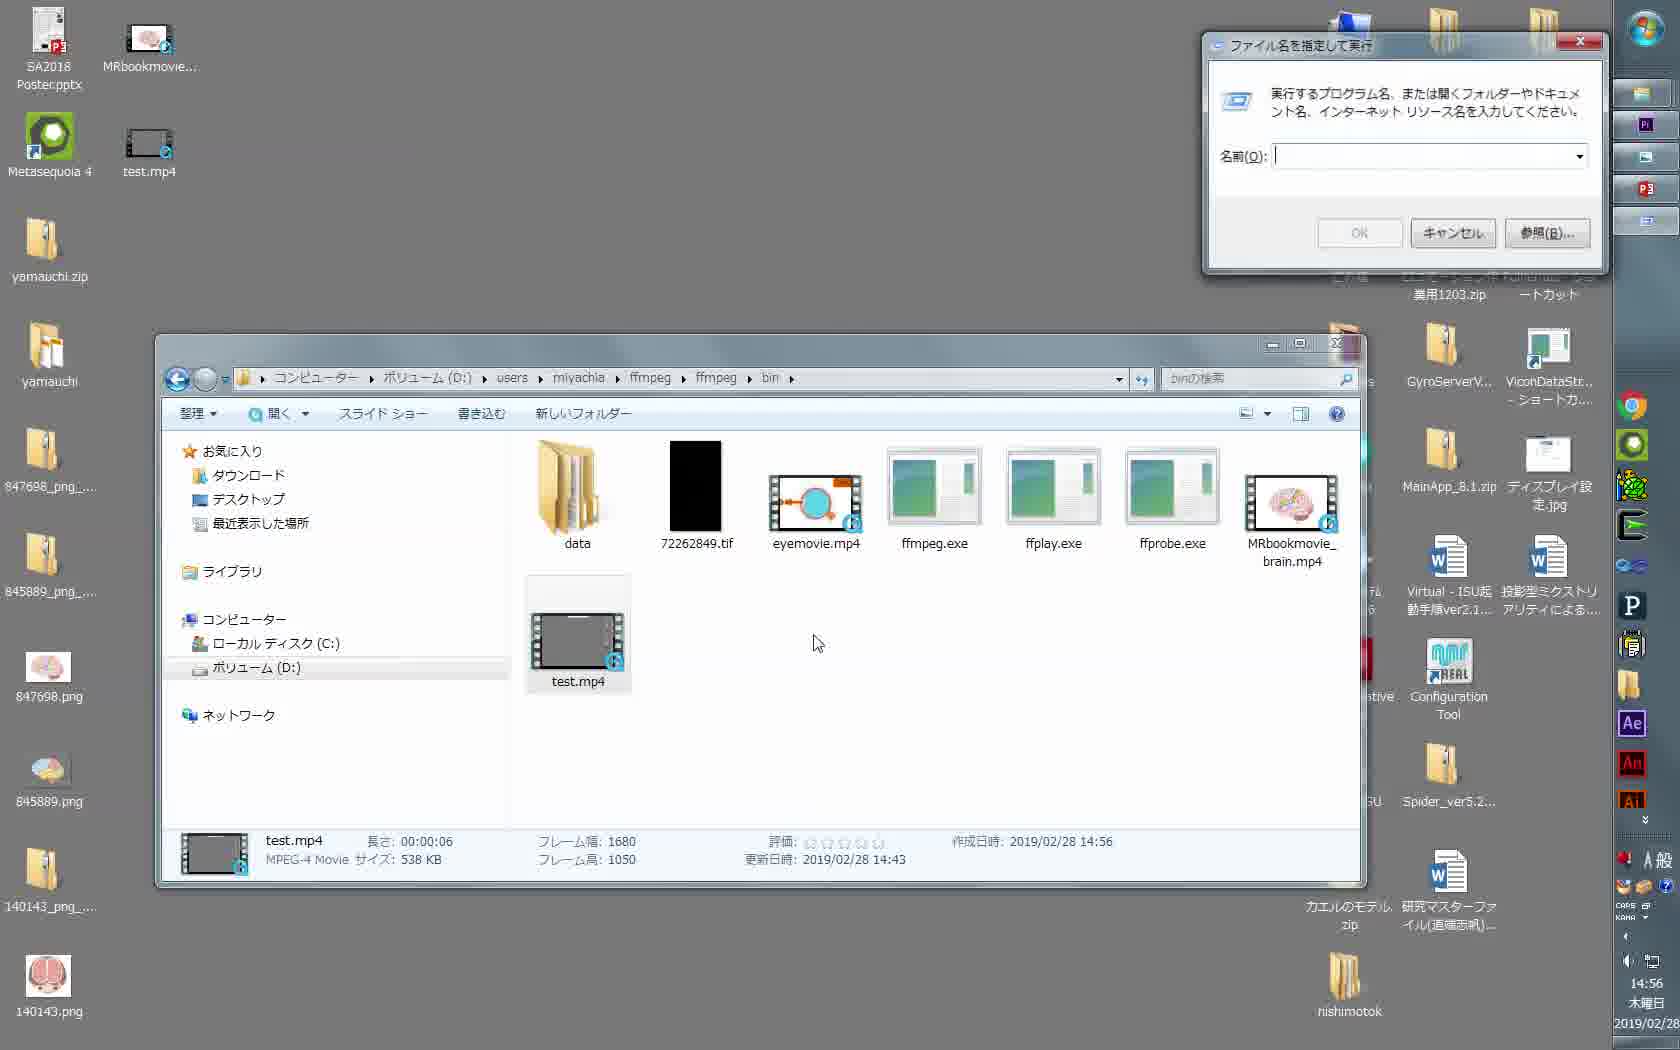 SA2018
Poster.pptx
MRbookmovie...
Metasequoia 4
test.mp4
yamauchi.zip
yamauchi
847698_png_....
845889_png_....
847698.png
845889.png
140143_png_....
140143.png
ファイル名を指定して実行
実行するプログラム名、または開くフォルダーやドキュメ
ント名、インターネット リソース名を入力してください。
名前(O):
OK
キャンセル
参照(B)...
業用1203.zip
ートカット
コンピューター
ボリューム (D:)
users
miyachia
ffmpeg
ffmpeg
bin
binの検索
整理
開く
スライド ショー
書き込む
新しいフォルダー
お気に入り
ダウンロード
デスクトップ
最近表示した場所
ライブラリ
コンピューター
ローカル ディスク (C:)
ボリューム (D:)
ネットワーク
data
72262849.tif
eyemovie.mp4
ffmpeg.exe
ffplay.exe
ffprobe.exe
MRbookmovie_
brain.mp4
test.mp4
test.mp4
長さ: 00:00:06
フレーム幅: 1680
評価:
作成日時: 2019/02/28 14:56
MPEG-4 Movie
サイズ: 538 KB
フレーム高: 1050
更新日時: 2019/02/28 14:43
GyroServerV...
ViconDataStr...
- ショートカ....
MainApp_8.1.zip
ディスプレイ設
定.jpg
Virtual - ISU起
動手順ver2.1...
投影型ミクストリ
アリティによる....
REAL
Configuration
Tool
Spider_ver5.2...
カエルのモデル.
zip
研究マスターファ
イル(道端志帆)...
nishimotok
Ae
An
Ai
A 般
CAPS
KANA
14:56
木曜日
2019/02/28